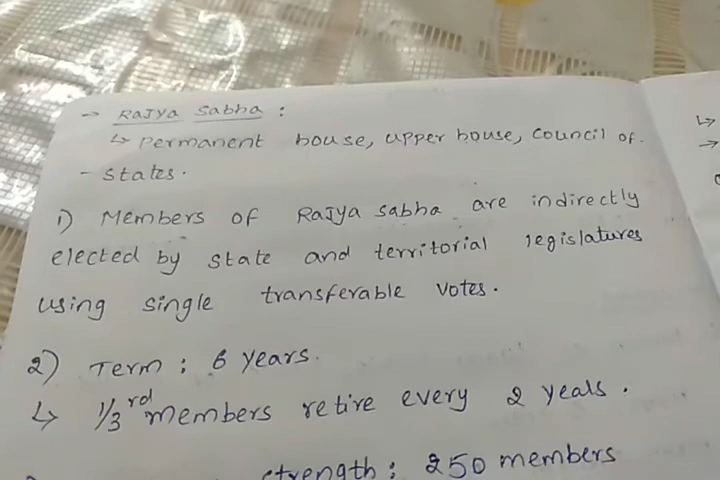 → Rajya Sabha :
↳ Permanent house, upper house, Council of.
- States.
1) Members of Rajya sabha are indirectly
elected by state and territorial legislatures
using single transferable votes.
2) Term : 6 years.
↳ 1/3rd members retire every 2 yeals.
strength : 250 members